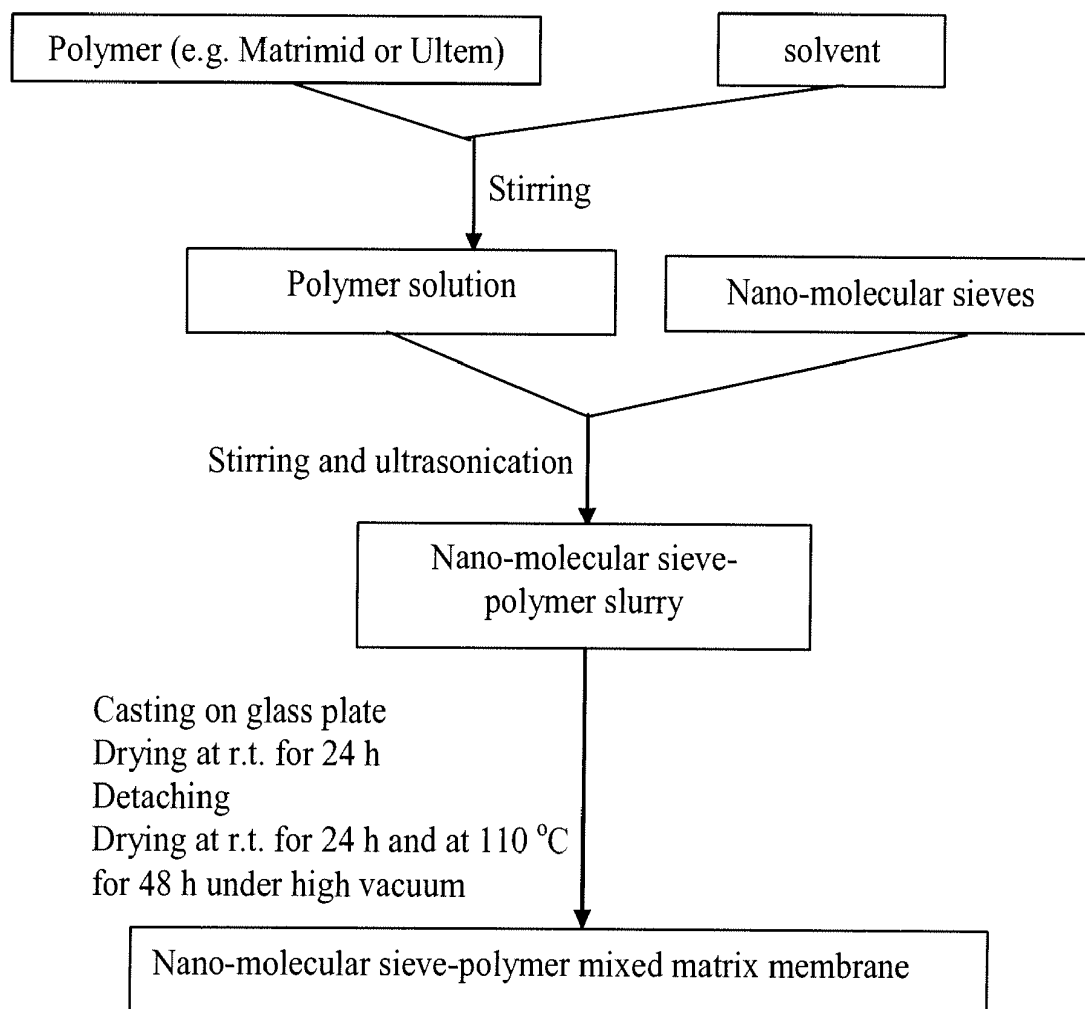 Polymer (e.g. Matrimid or Ultem)
solvent
Stirring
Polymer solution
Nano-molecular sieves
Stirring and ultrasonication
Nano-molecular sieve-
polymer slurry
Casting on glass plate
Drying at r.t. for 24 h
Detaching
Drying at r.t. for 24 h and at 110 °C
for 48 h under high vacuum
Nano-molecular sieve-polymer mixed matrix membrane